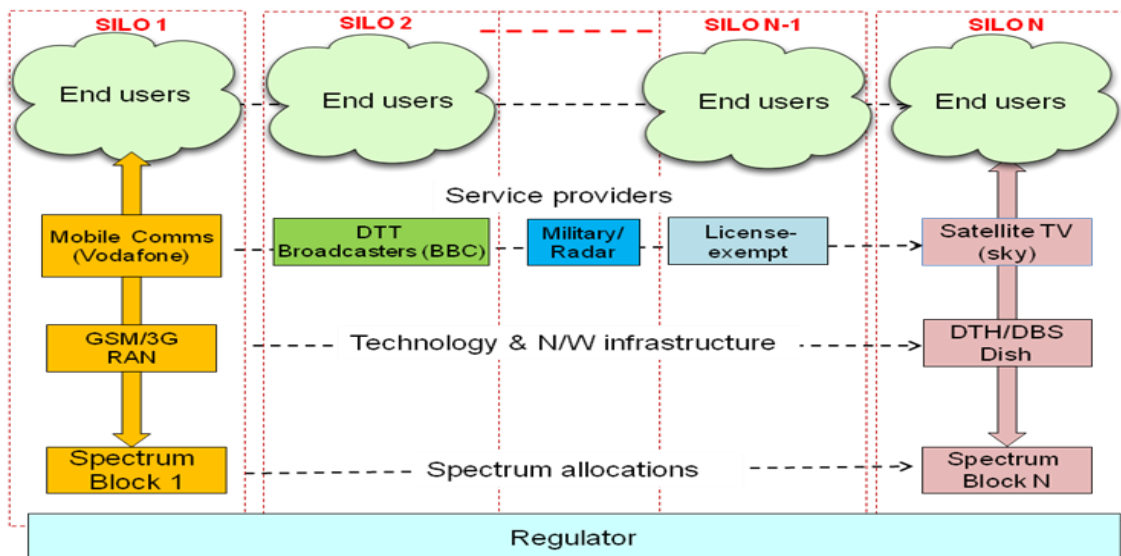 SILO 1
SILO 2
SILO N-1
SILO N
End users
End users
End users
End users
Service providers
Mobile Comms
(Vodafone)
DTT
Broadcasters (BBC)
Military/
Radar
License-
exempt
Satellite TV
(sky)
GSM/3G
RAN
Technology & N/W infrastructure
DTH/DBS
Dish
Spectrum
Block 1
Spectrum allocations
Spectrum
Block N
Regulator